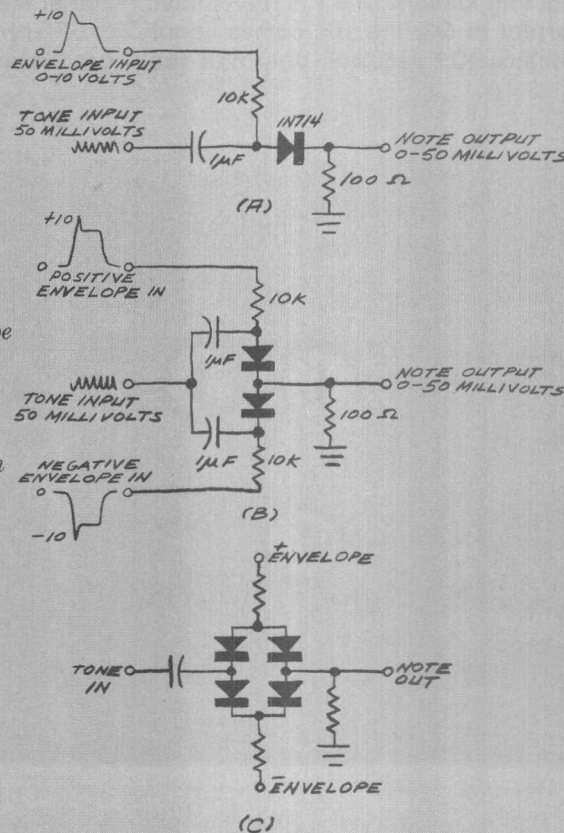 +10
ENVELOPE INPUT
0-10 VOLTS
10K
TONE INPUT
50 MILLIVOLTS
1µF
1N714
NOTE OUTPUT
0-50 MILLIVOLTS
100 Ω
(A)
+10
POSITIVE
ENVELOPE IN
10K
1µF
TONE INPUT
50 MILLIVOLTS
NOTE OUTPUT
0-50 MILLIVOLTS
100 Ω
1µF
10K
NEGATIVE
ENVELOPE IN
-10
(B)
+
ENVELOPE
TONE
IN
NOTE
OUT
-
ENVELOPE
(C)